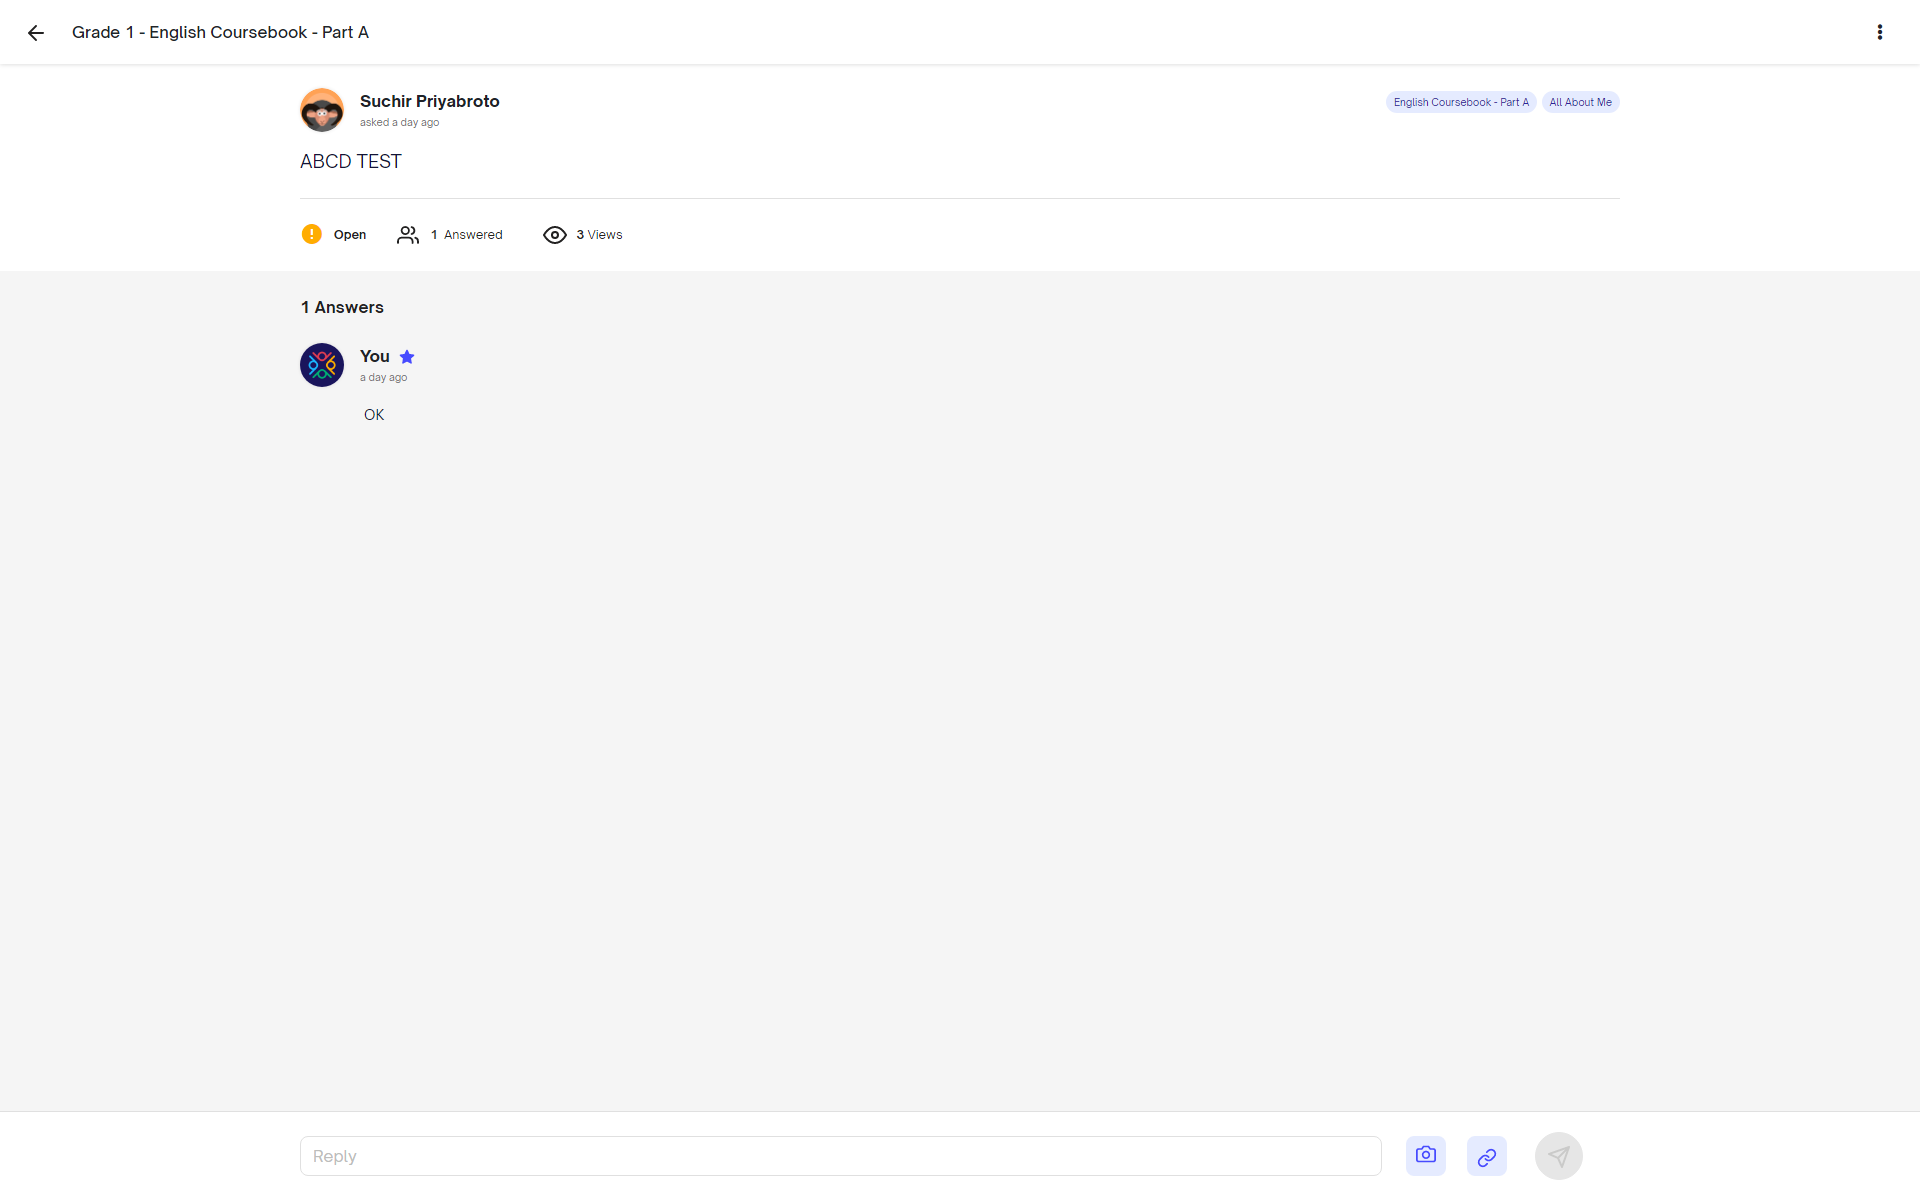 Grade 1 - English Coursebook - Part A
Suchir Priyabroto
English Coursebook - Part A All About Me
asked a day ago
ABCD TEST
Open 1 Answered 3 Views
1 Answers
You
a day ago
OK
Reply